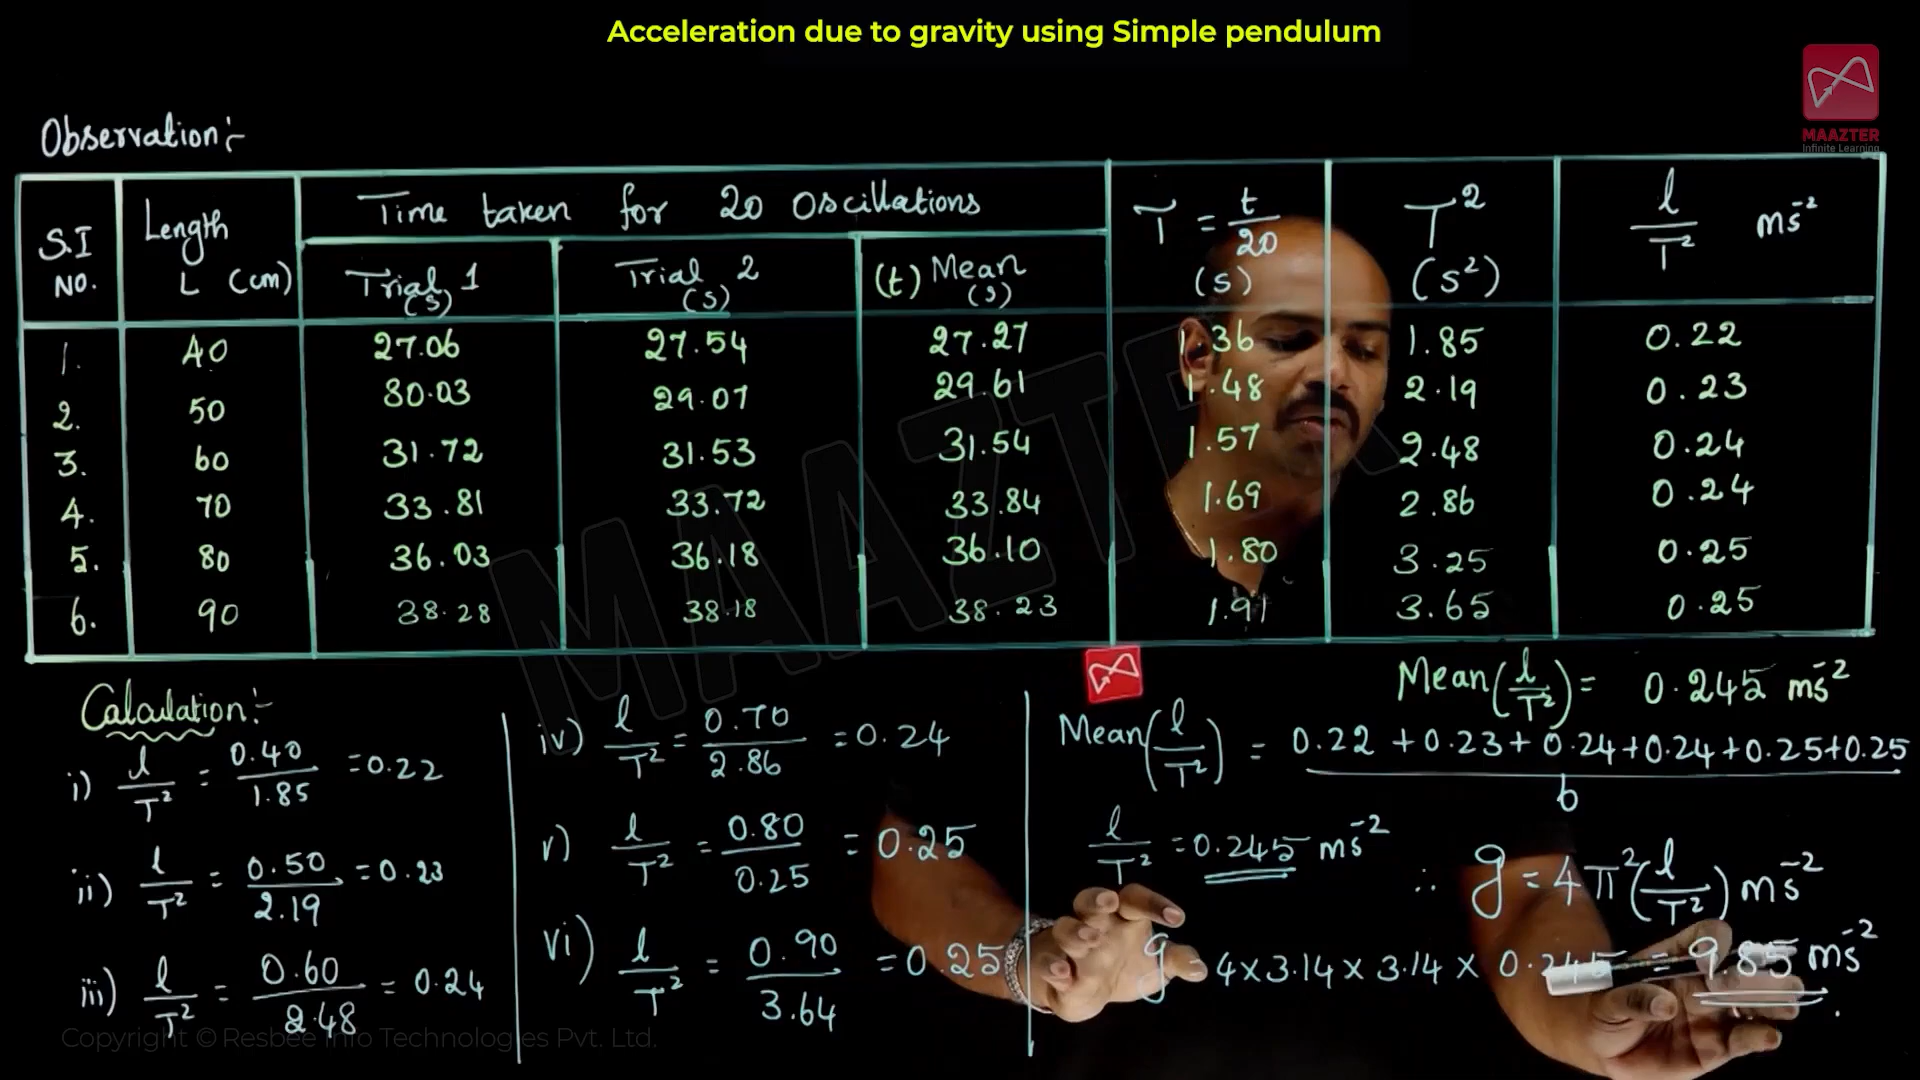 Acceleration due to gravity using Simple pendulum
MAAZTER
Infinite Learning
Observation:-
S.I NO. | Length L (cm) | Time taken for 20 Oscillations | T = t/20 (s) | T² (s²) | l/T² ms⁻²
Trial 1 (s) | Trial 2 (s) | (t) Mean (s)
1. 40 27.06 27.54 27.27 1.36 1.85 0.22
2. 50 80.03 29.07 29.61 1.48 2.19 0.23
3. 60 31.72 31.53 31.54 1.57 2.48 0.24
4. 70 33.81 33.72 33.84 1.69 2.86 0.24
5. 80 36.03 36.18 36.10 1.80 3.25 0.25
6. 90 38.28 38.18 38.23 1.91 3.65 0.25
MAAZTER
Mean(l/T²) = 0.245 ms⁻²
Calculation:-
i) l/T² = 0.40/1.85 = 0.22
ii) l/T² = 0.50/2.19 = 0.23
iii) l/T² = 0.60/2.48 = 0.24
iv) l/T² = 0.70/2.86 = 0.24
v) l/T² = 0.80/0.25 = 0.25
vi) l/T² = 0.90/3.64 = 0.25
Mean(l/T²) = 0.22 + 0.23 + 0.24 + 0.24 + 0.25 + 0.25 / 6
l/T² = 0.245 ms⁻²
∴ g = 4π²(l/T²) ms⁻²
g = 4 × 3.14 × 3.14 × 0.245 = 9.85 ms⁻².
Copyright © Resbee Info Technologies Pvt. Ltd.